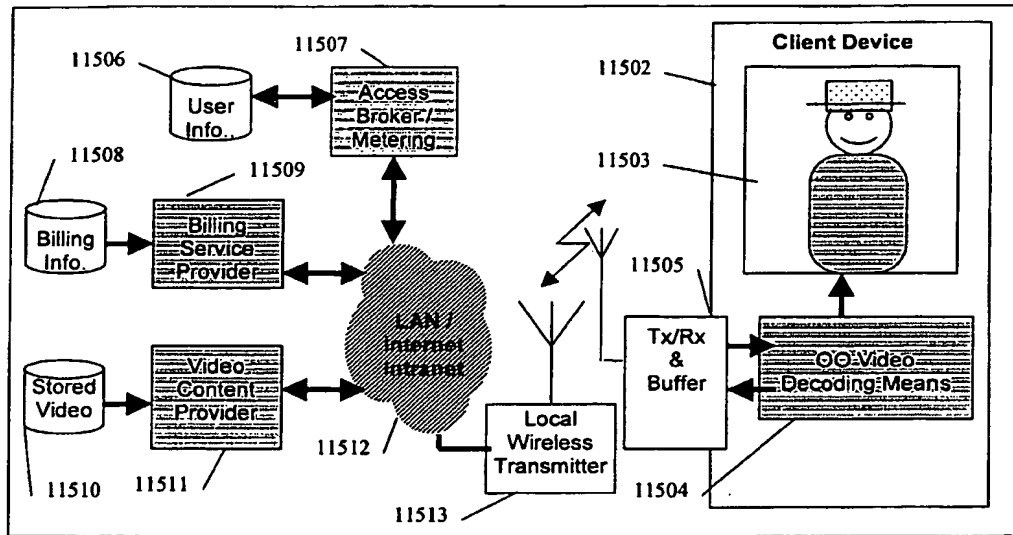 11506
11507
Client Device
11502
User
Info..
Access
Broker /
Metering
11503
11508
11509
Billing
Info.
Billing
Service
Provider
11505
LAN /
Internet
Intranet
Tx/Rx
&
Buffer
OO Video
Decoding Means
Stored
Video
Video
Content
Provider
11512
Local
Wireless
Transmitter
11510
11511
11513
11504